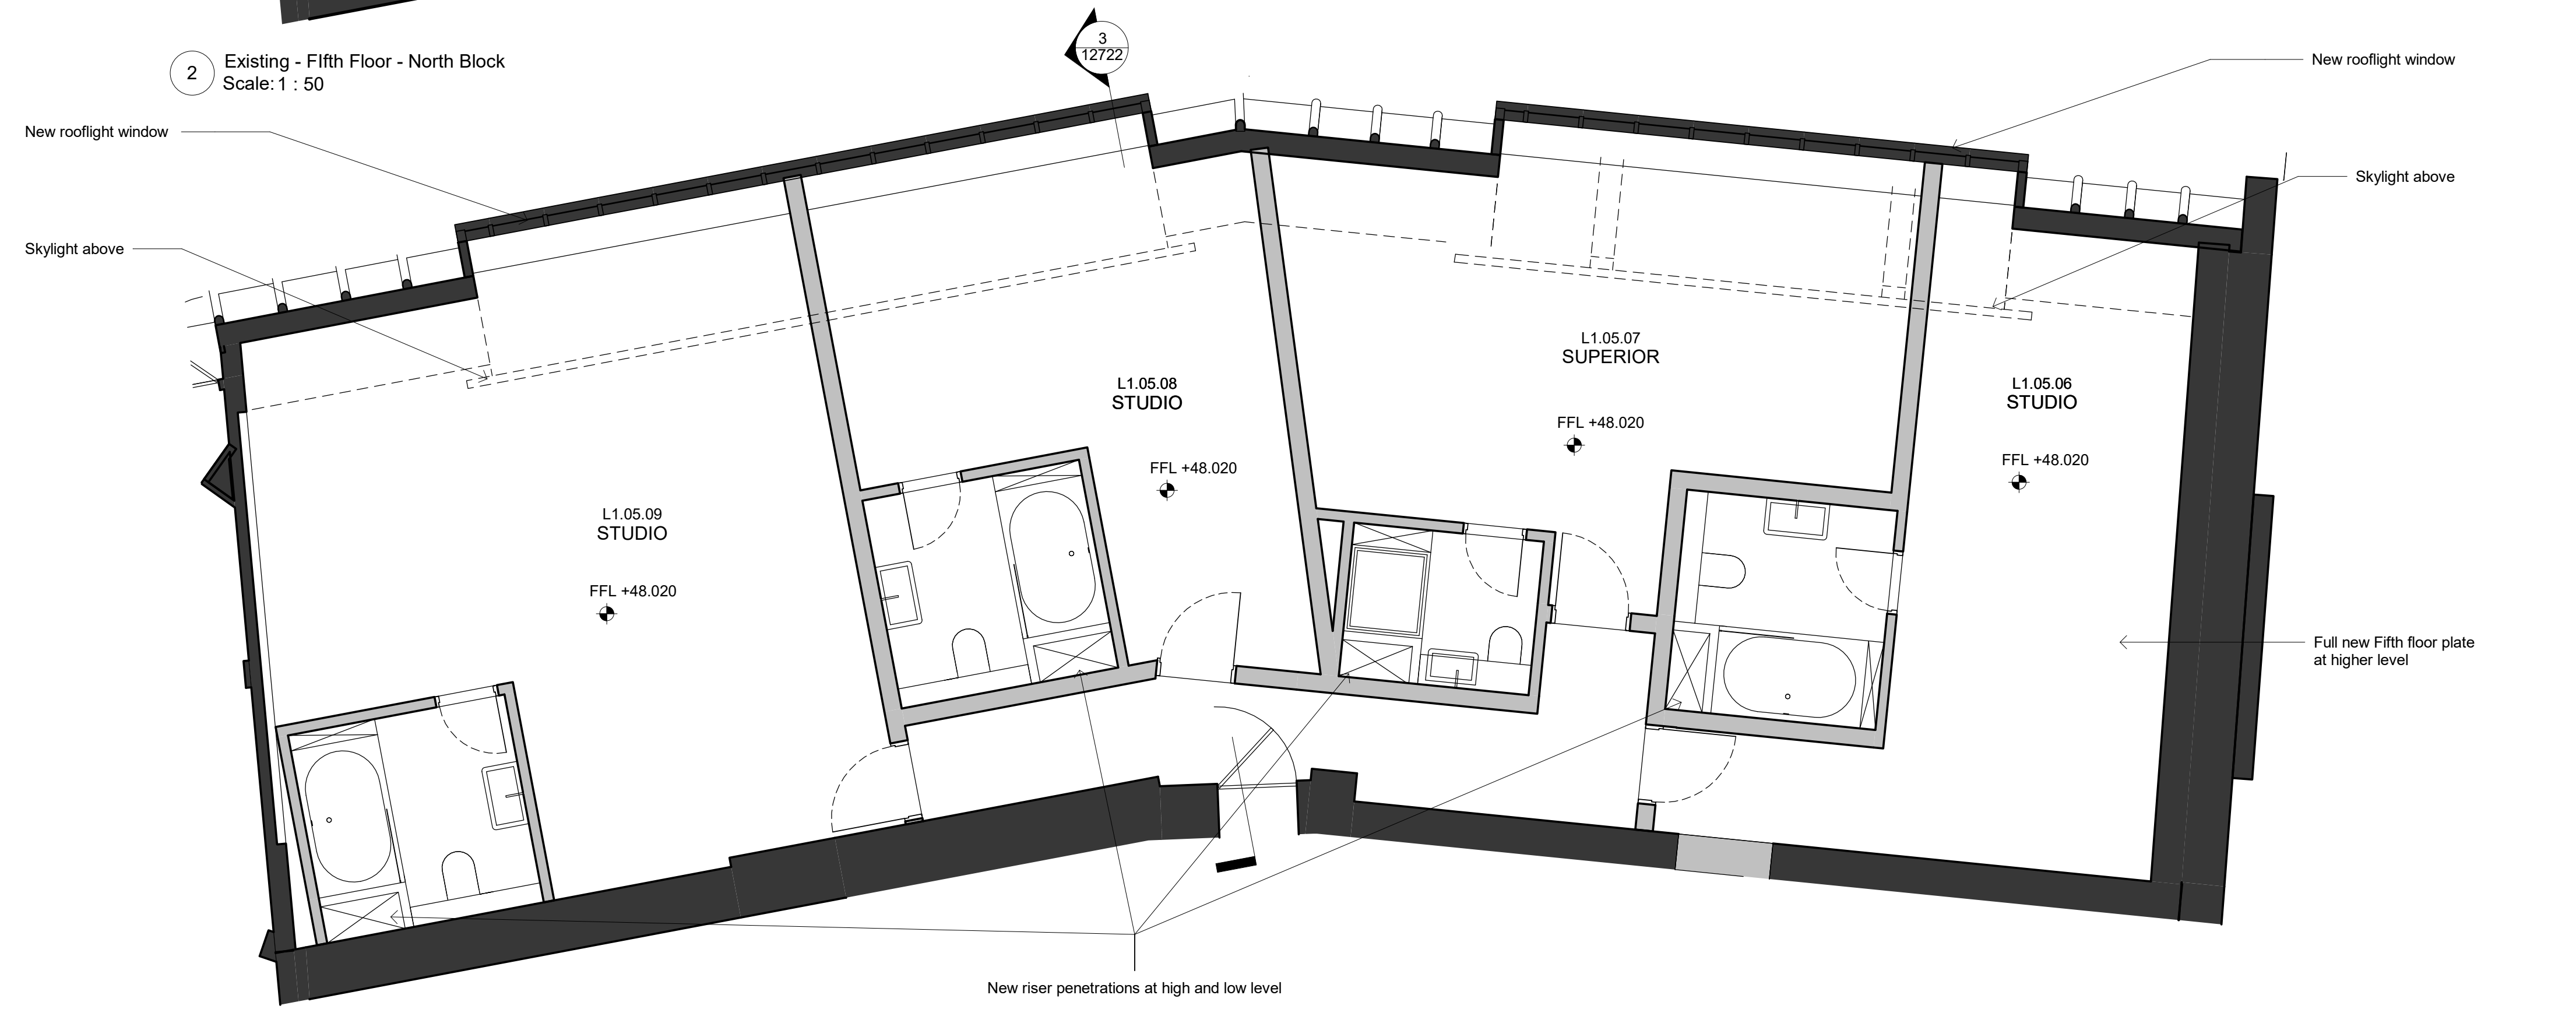 3
12722
2
Existing - FIfth Floor - North Block
Scale: 1 : 50
New rooflight window
New rooflight window
Skylight above
Skylight above
L1.05.07
SUPERIOR
FFL +48.020
L1.05.08
STUDIO
FFL +48.020
L1.05.06
STUDIO
FFL +48.020
L1.05.09
STUDIO
FFL +48.020
Full new Fifth floor plate
at higher level
New riser penetrations at high and low level